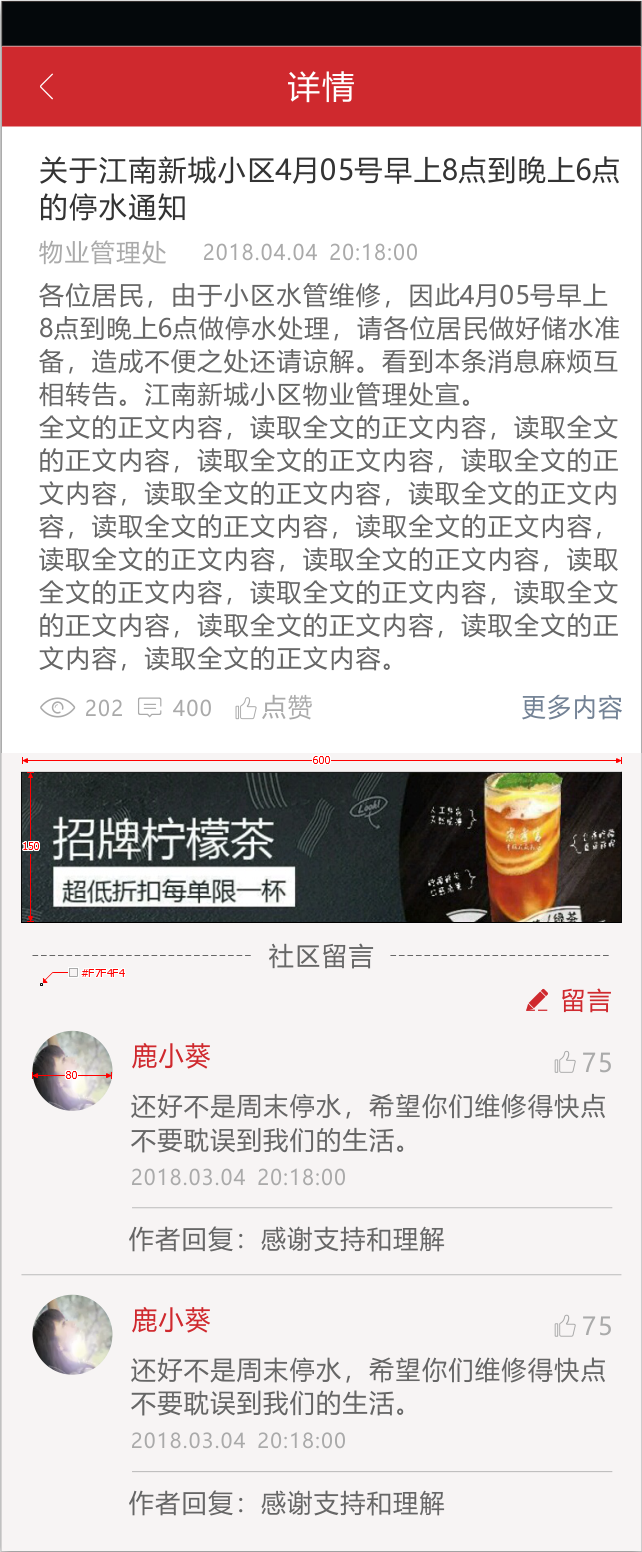 详情
关于江南新城小区4月05号早上8点到晚上6点
的停水通知
物业管理处 2018.04.04 20:18:00
各位居民，由于小区水管维修，因此4月05号早上
8点到晚上6点做停水处理，请各位居民做好储水准
备，造成不便之处还请谅解。看到本条消息麻烦互
相转告。江南新城小区物业管理处宣。
全文的正文内容，读取全文的正文内容，读取全文
的正文内容，读取全文的正文内容，读取全文的正
文内容，读取全文的正文内容，读取全文的正文内
容，读取全文的正文内容，读取全文的正文内容，
读取全文的正文内容，读取全文的正文内容，读取
全文的正文内容，读取全文的正文内容，读取全文
的正文内容，读取全文的正文内容，读取全文的正
文内容，读取全文的正文内容。
202 400 点赞 更多内容
600
150
Look!
招牌柠檬茶
超低折扣每单限一杯
社区留言
#F7F4F4
留言
80
鹿小葵 75
还好不是周末停水，希望你们维修得快点
不要耽误到我们的生活。
2018.03.04 20:18:00
作者回复：感谢支持和理解
鹿小葵 75
还好不是周末停水，希望你们维修得快点
不要耽误到我们的生活。
2018.03.04 20:18:00
作者回复：感谢支持和理解